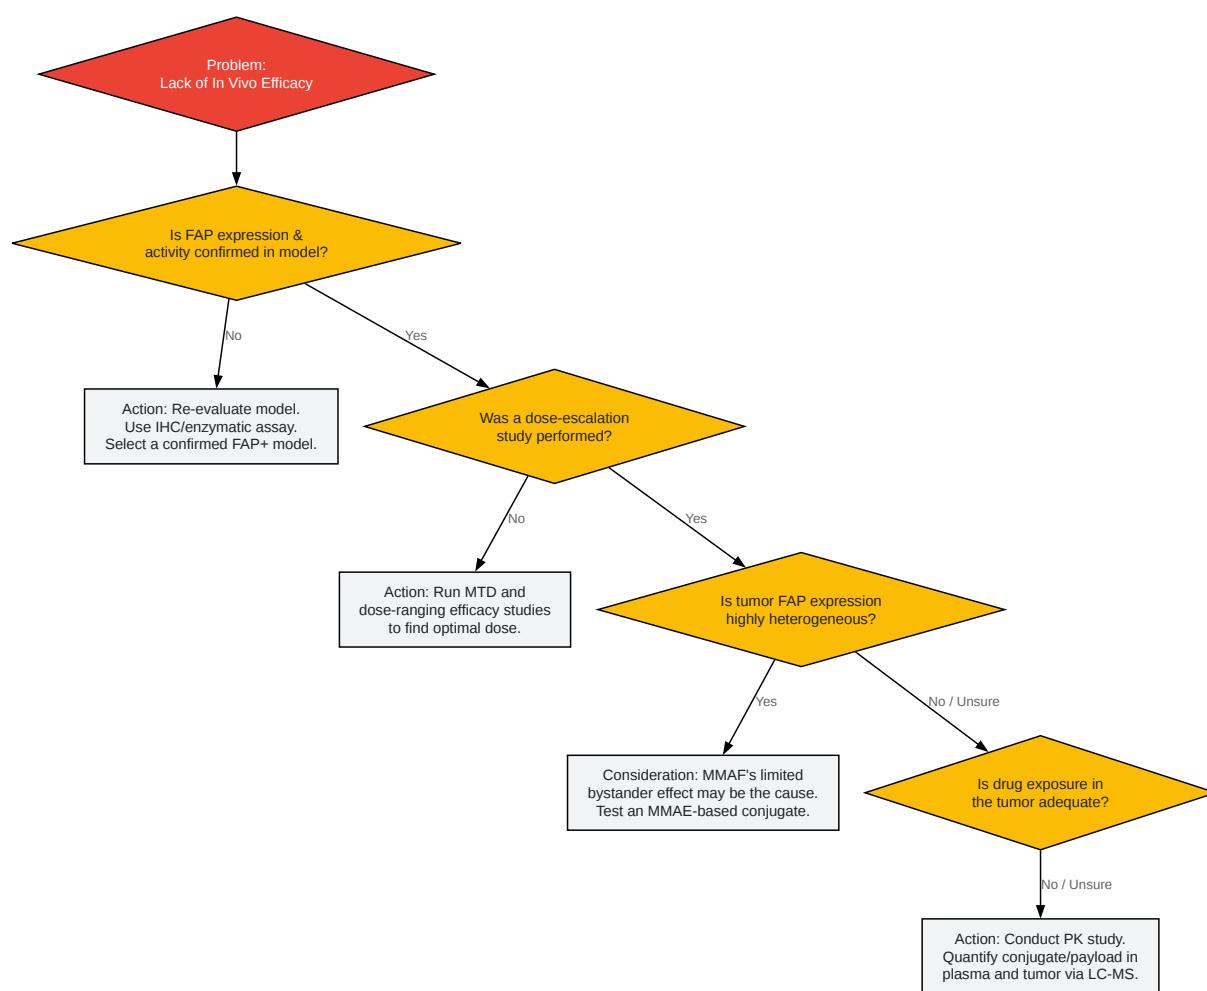 Problem:
Lack of In Vivo Efficacy
Is FAP expression &
activity confirmed in model?
No
Yes
Action: Re-evaluate model.
Use IHC/enzymatic assay.
Select a confirmed FAP+ model.
Was a dose-escalation
study performed?
No
Yes
Action: Run MTD and
dose-ranging efficacy studies
to find optimal dose.
Is tumor FAP expression
highly heterogeneous?
Yes
No / Unsure
Consideration: MMAF's limited
bystander effect may be the cause.
Test an MMAE-based conjugate.
Is drug exposure in
the tumor adequate?
No / Unsure
Action: Conduct PK study.
Quantify conjugate/payload in
plasma and tumor via LC-MS.